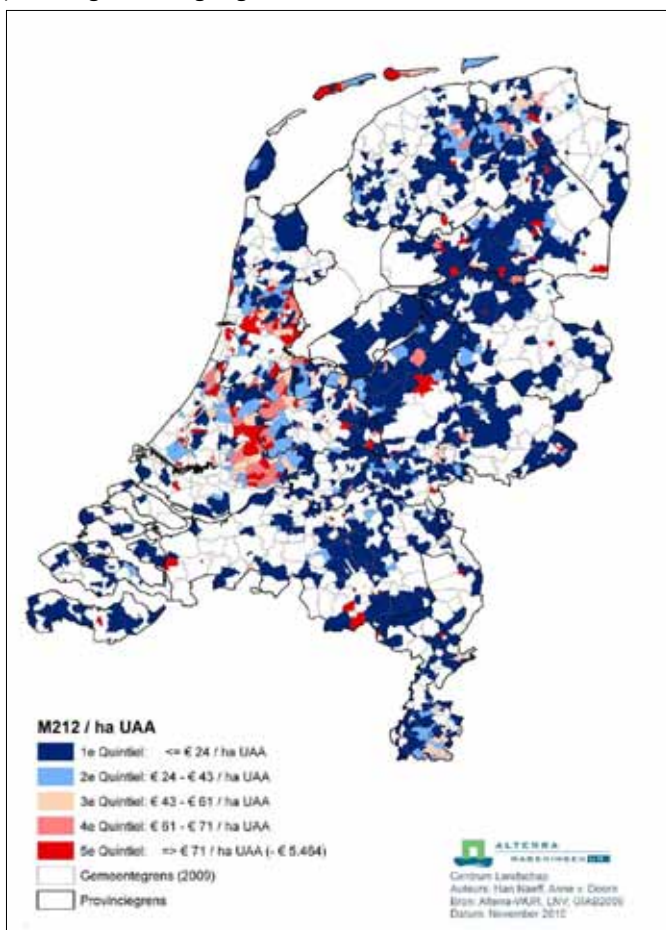 M212 / ha UAA
1e Quintiel: <= € 24 / ha UAA
2e Quintiel: € 24 - € 43 / ha UAA
3e Quintiel: € 43 - € 61 / ha UAA
4e Quintiel: € 61 - € 71 / ha UAA
5e Quintiel: => € 71 / ha UAA (- € 5.464)
Gemeentegrens (2009)
Provinciegrens
ALTERRA
WAGENINGEN UR
Centrum Landschap
Auteurs: Han Naeff, Anne v. Doorn
Bron: Alterra-WUR, LNV, GIAB2009
Datum: November 2010